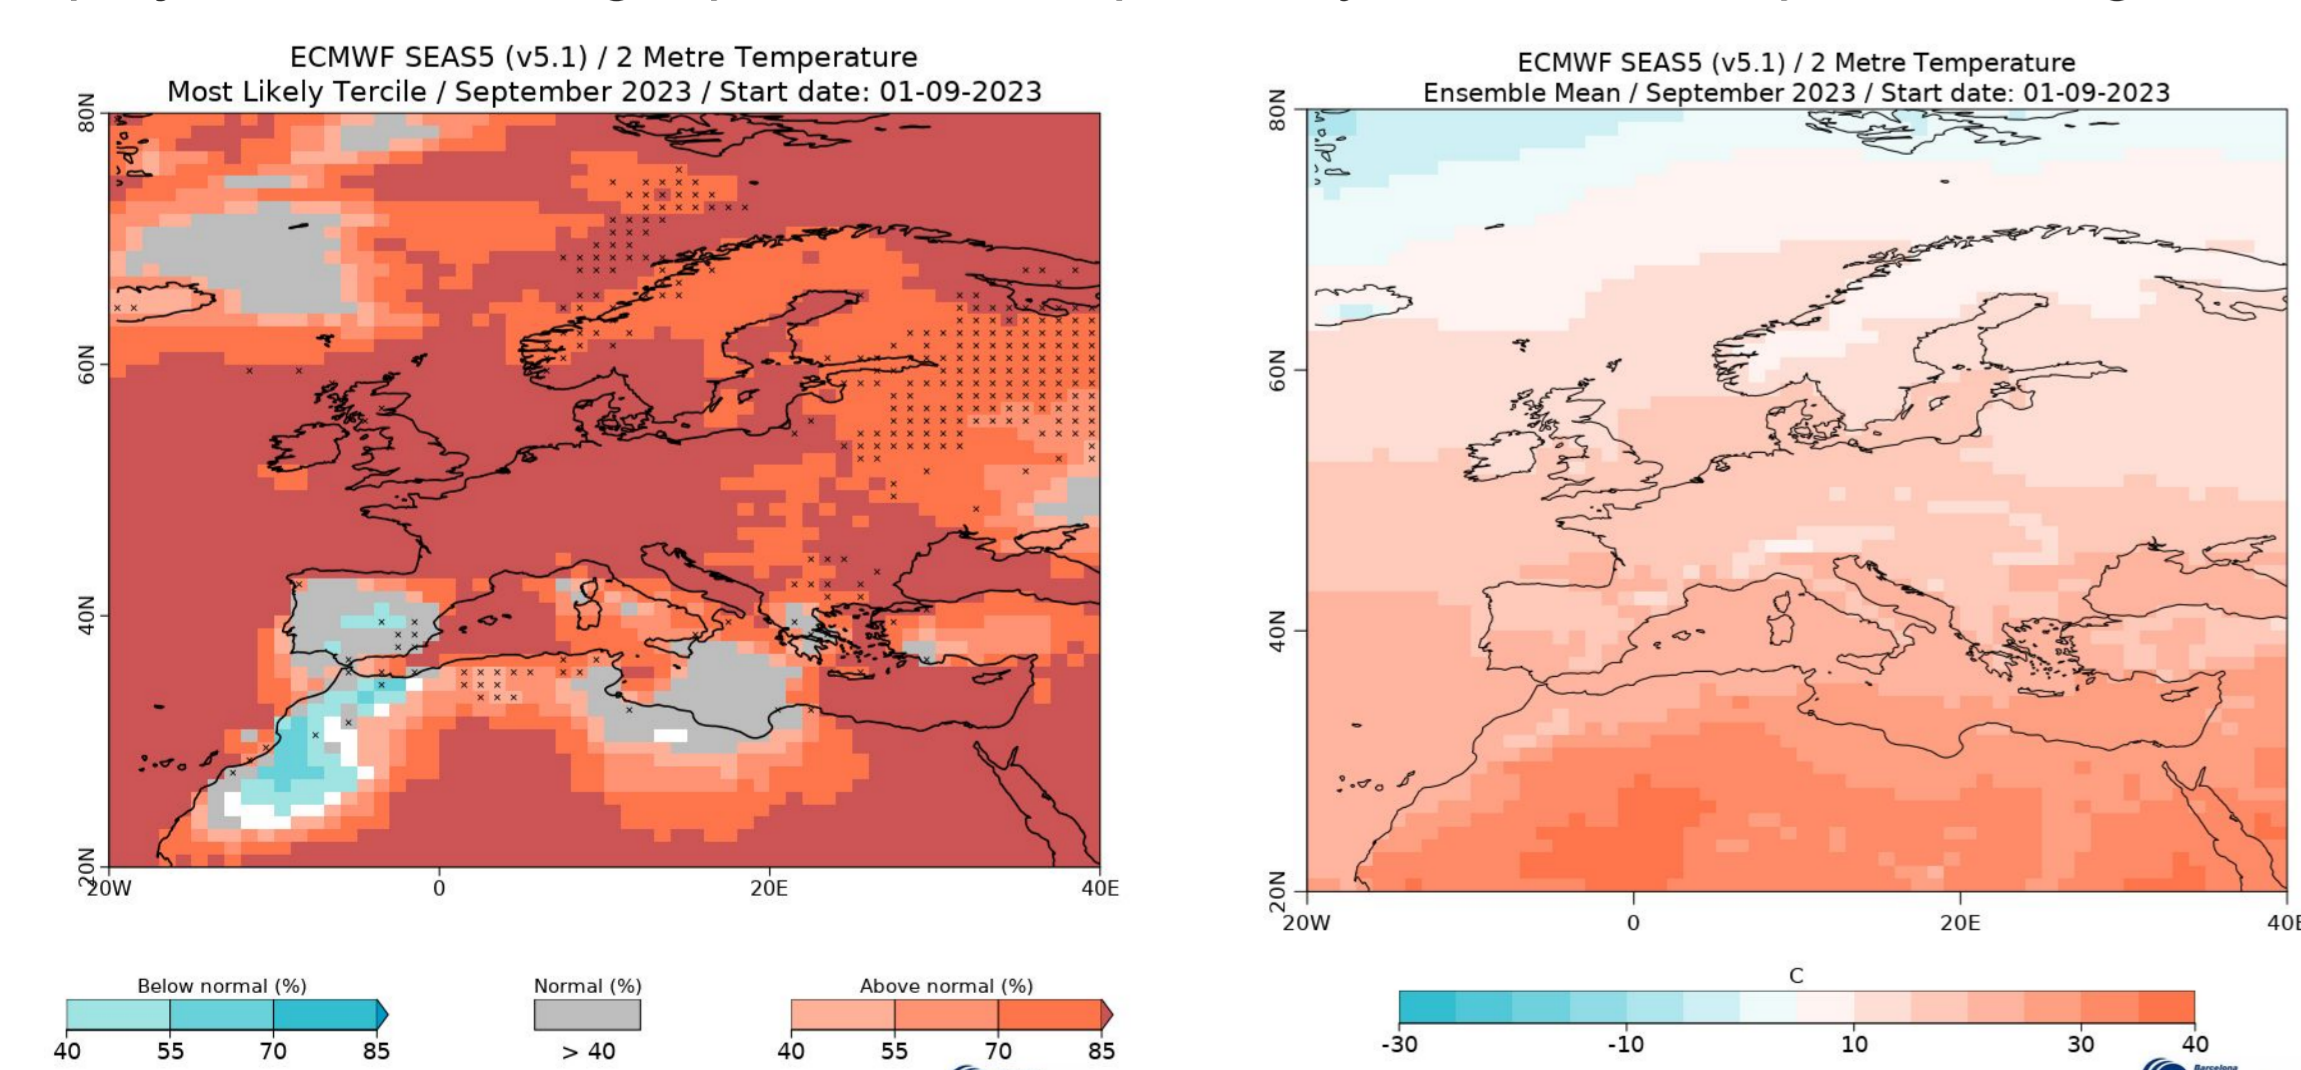 ECMWF SEAS5 (v5.1) / 2 Metre Temperature
Most Likely Tercile / September 2023 / Start date: 01-09-2023
80N
60N
40N
20N
20W 0 20E 40E
Below normal (%)
40 55 70 85
Normal (%)
> 40
Above normal (%)
40 55 70 85
ECMWF SEAS5 (v5.1) / 2 Metre Temperature
Ensemble Mean / September 2023 / Start date: 01-09-2023
80N
60N
40N
20N
20W 0 20E 40E
C
-30 -10 10 30 40
Barcelona